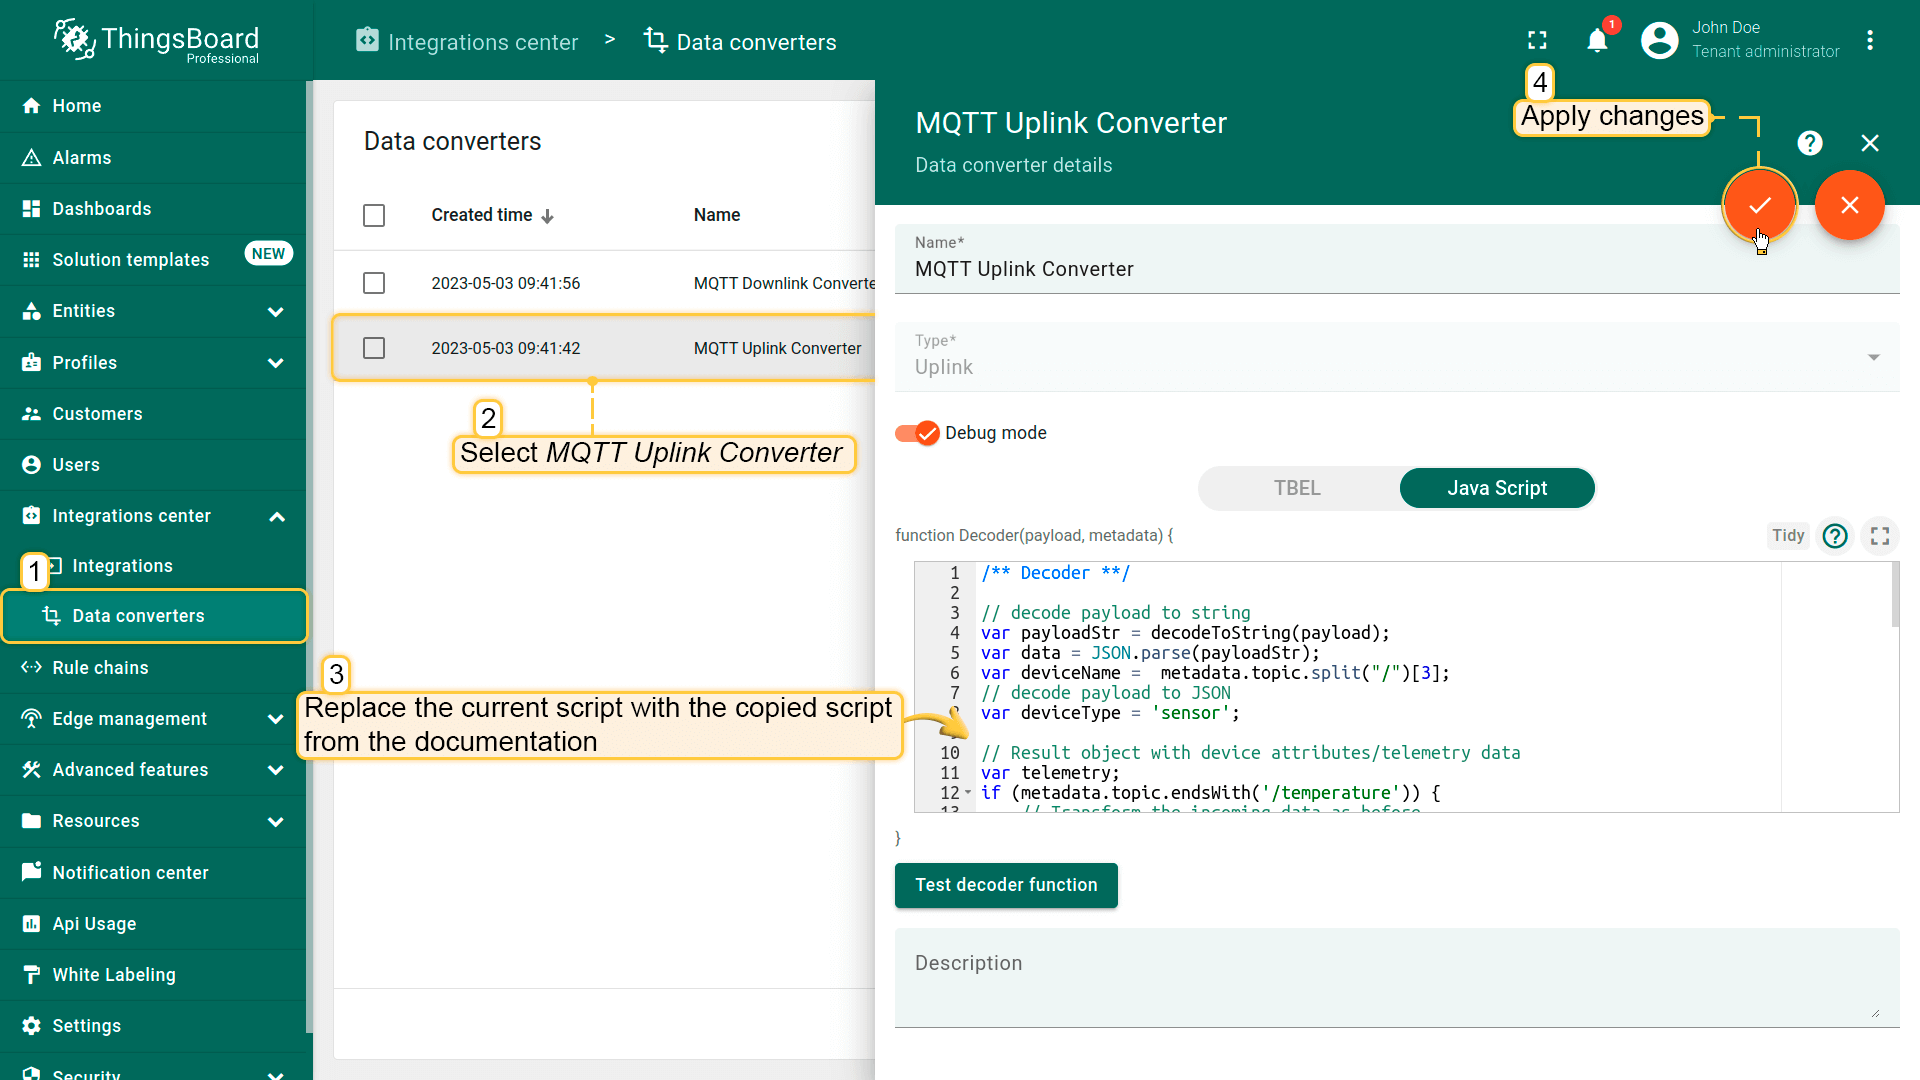 ThingsBoard
Professional
Integrations center > Data converters
1
John Doe
Tenant administrator
Home
Alarms
Dashboards
Solution templates NEW
Entities
Profiles
Customers
Users
Integrations center
Integrations
Data converters
Rule chains
Edge management
Advanced features
Resources
Notification center
Api Usage
White Labeling
Settings
Security
Data converters
Created time Name
2023-05-03 09:41:56 MQTT Downlink Converte
2023-05-03 09:41:42 MQTT Uplink Converter
1
2
Select MQTT Uplink Converter
3
Replace the current script with the copied script
from the documentation
4
Apply changes
MQTT Uplink Converter
Data converter details
Name*
MQTT Uplink Converter
Type*
Uplink
Debug mode
TBEL Java Script
function Decoder(payload, metadata) {
Tidy
1 /** Decoder **/
2
3 // decode payload to string
4 var payloadStr = decodeToString(payload);
5 var data = JSON.parse(payloadStr);
6 var deviceName =  metadata.topic.split("/")[3];
7 // decode payload to JSON
8 var deviceType = 'sensor';
10 // Result object with device attributes/telemetry data
11 var telemetry;
12 if (metadata.topic.endsWith('/temperature')) {
13 // Transform the incoming data as before
}
Test decoder function
Description